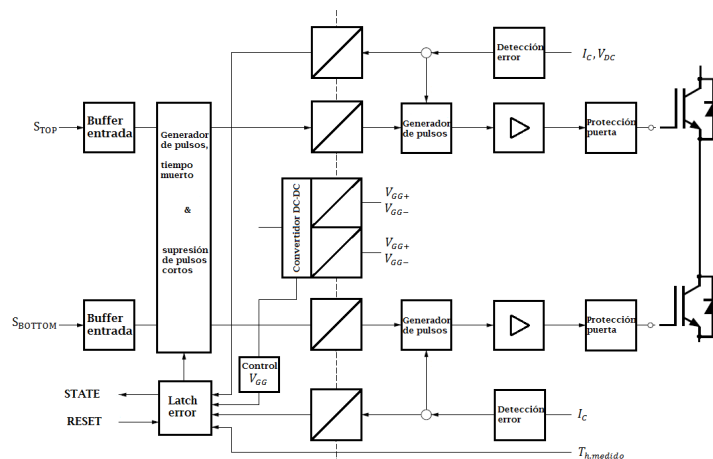 Detección
error
I_C, V_DC
S_TOP
Buffer
entrada
Generador
de pulsos,
tiempo
muerto
&
supresión
de pulsos
cortos
Generador
de pulsos
Protección
puerta
Convertidor DC-DC
V_GG+
V_GG−
V_GG+
V_GG−
S_BOTTOM
Buffer
entrada
Generador
de pulsos
Protección
puerta
Control
V_GG
STATE
RESET
Latch
error
Detección
error
I_C
T_h,medido